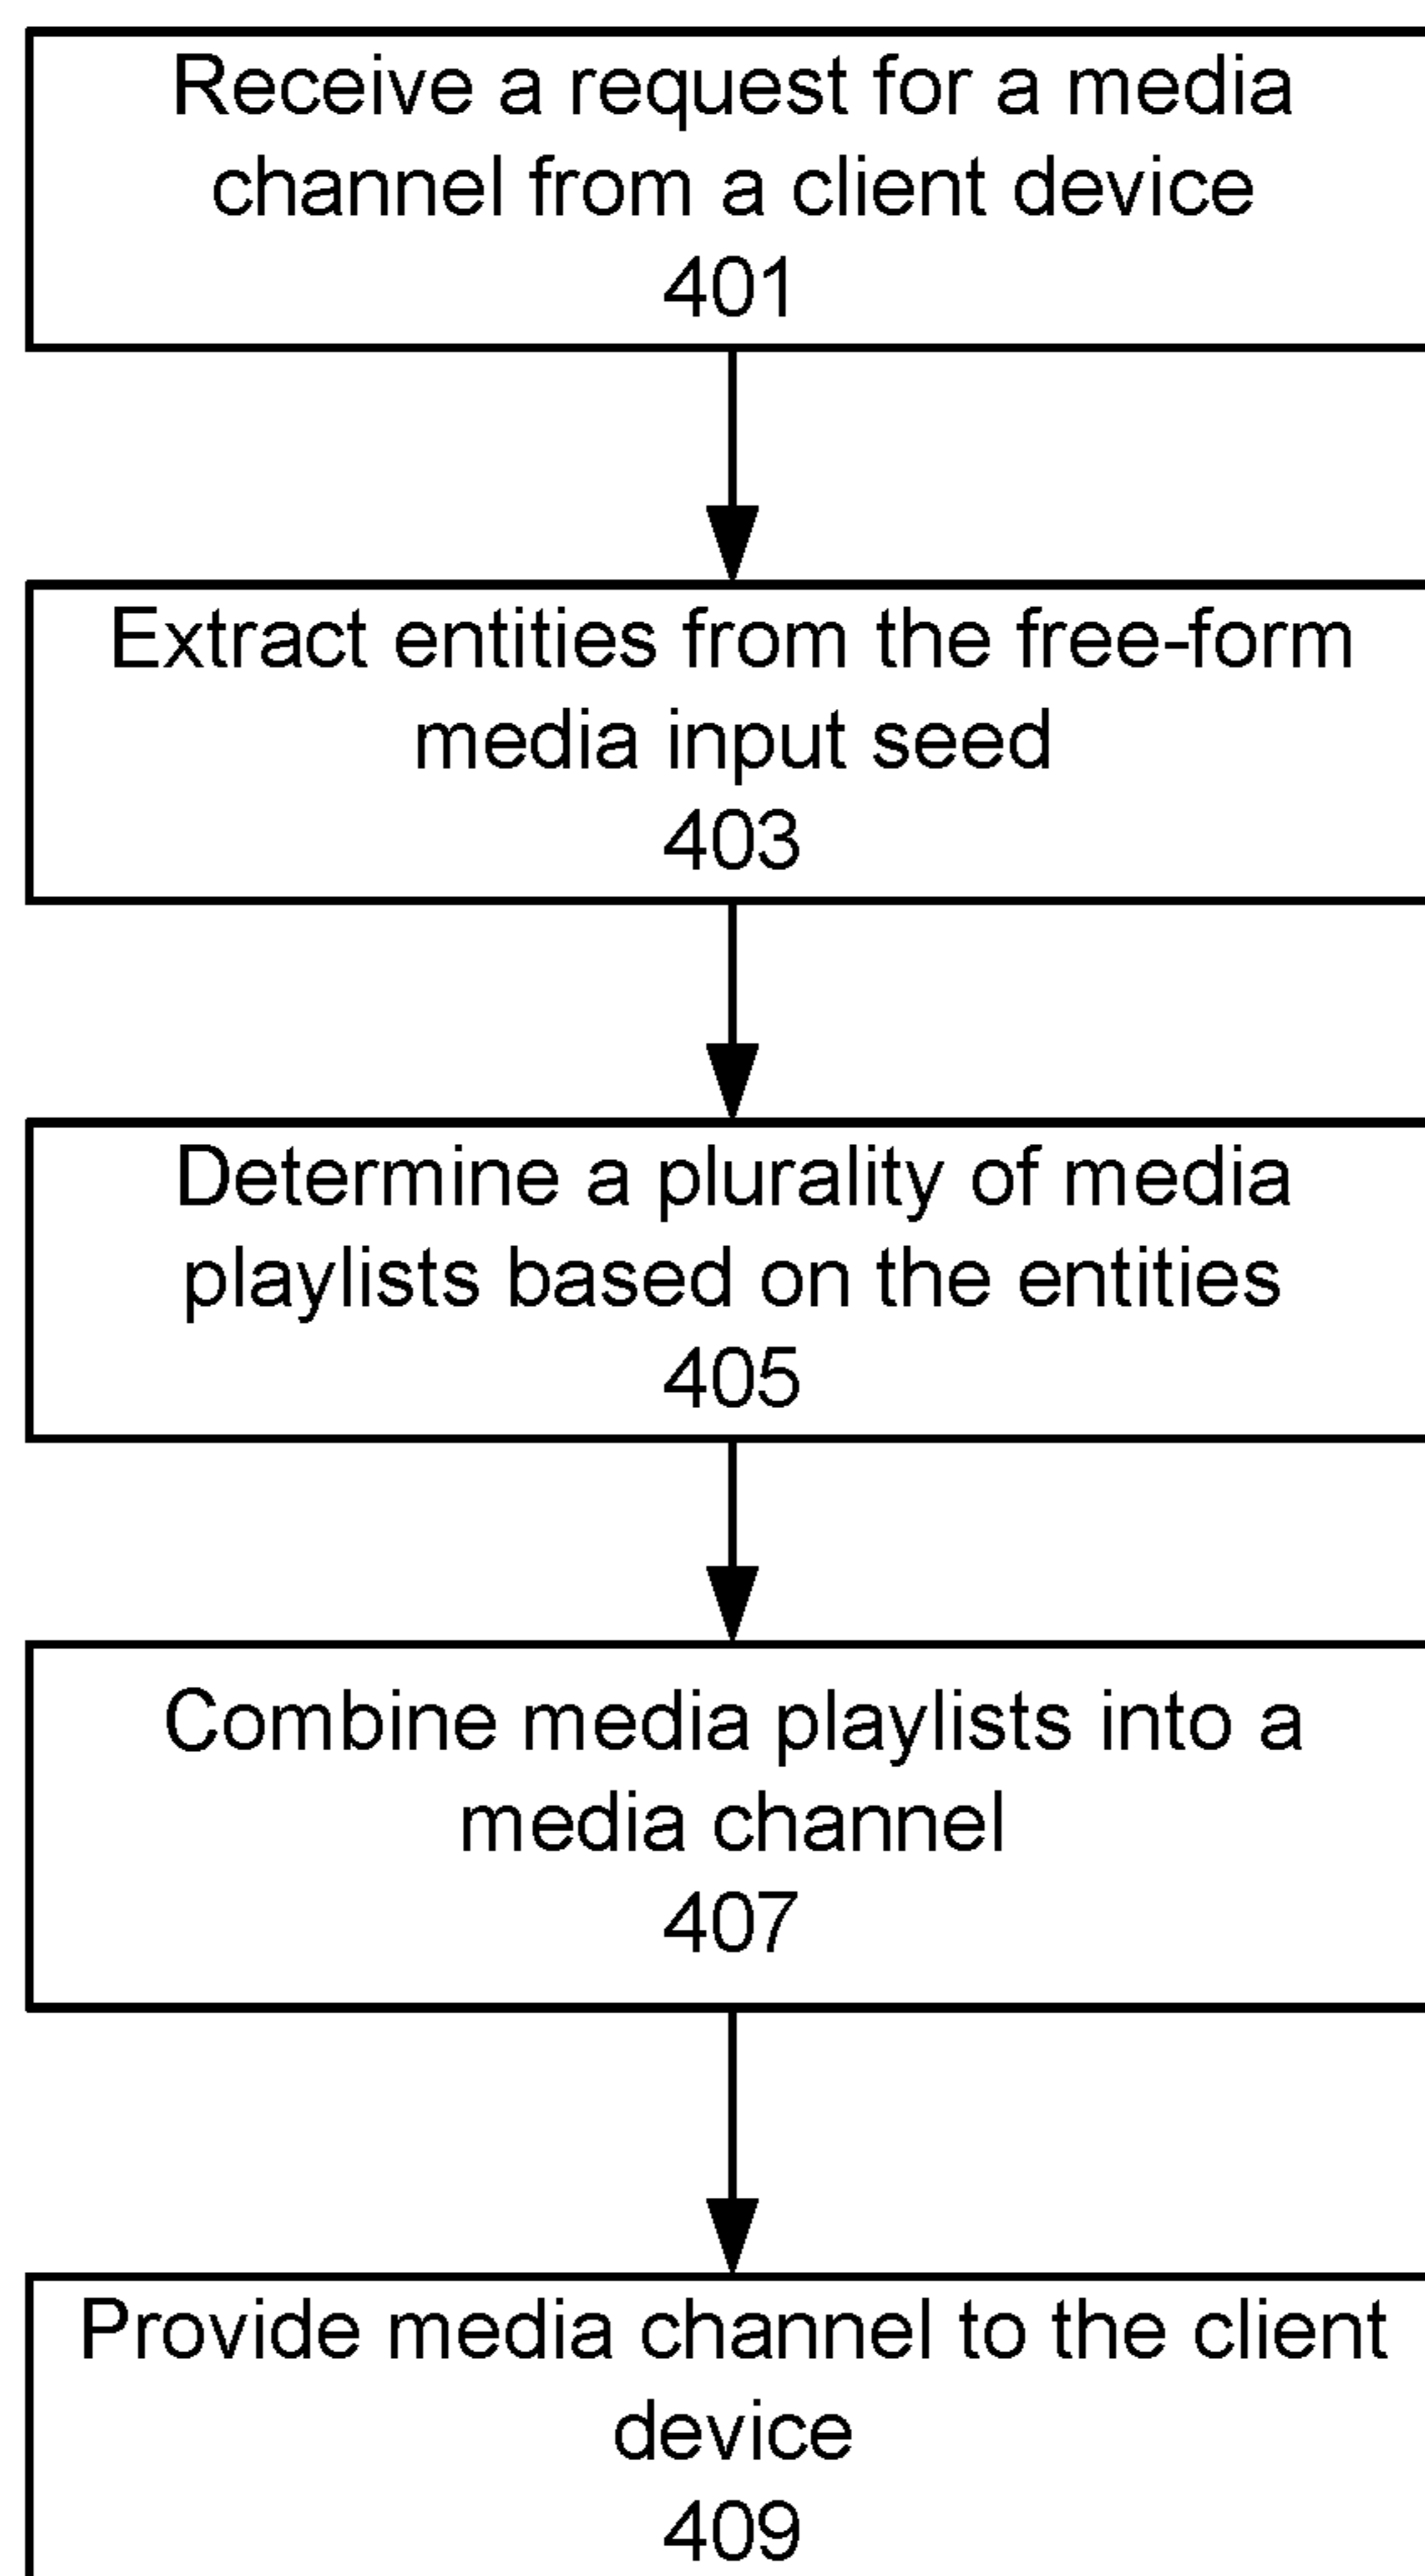 Receive a request for a media
channel from a client device
401
Extract entities from the free-form
media input seed
403
Determine a plurality of media
playlists based on the entities
405
Combine media playlists into a
media channel
407
Provide media channel to the client
device
409